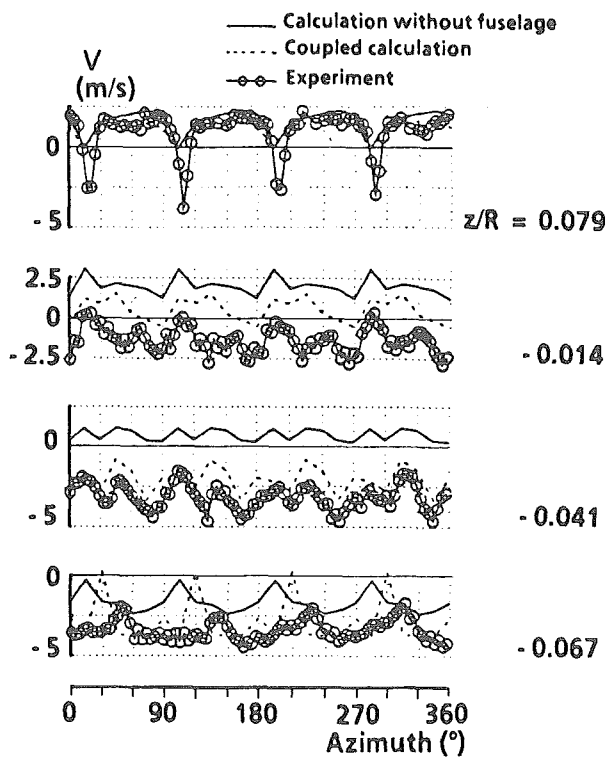 Calculation without fuselage
Coupled calculation
Experiment
V
(m/s)
0
- 5
z/R = 0.079
2.5
0
- 2.5
- 0.014
0
- 5
- 0.041
0
- 5
- 0.067
0 90 180 270 360
Azimuth (°)